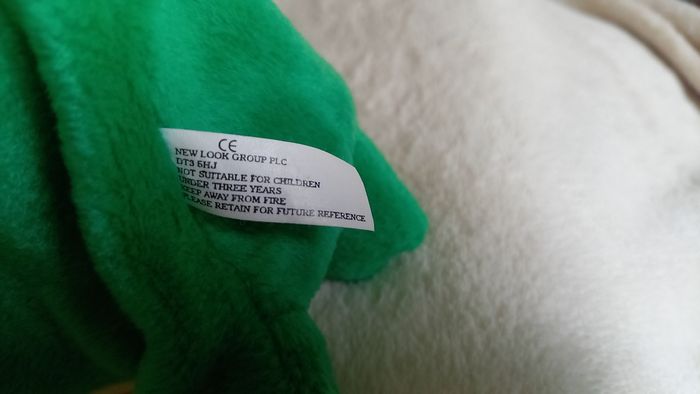 CE
NEW LOOK GROUP PLC
DT3 5HJ
NOT SUITABLE FOR CHILDREN
UNDER THREE YEARS
KEEP AWAY FROM FIRE
PLEASE RETAIN FOR FUTURE REFERENCE